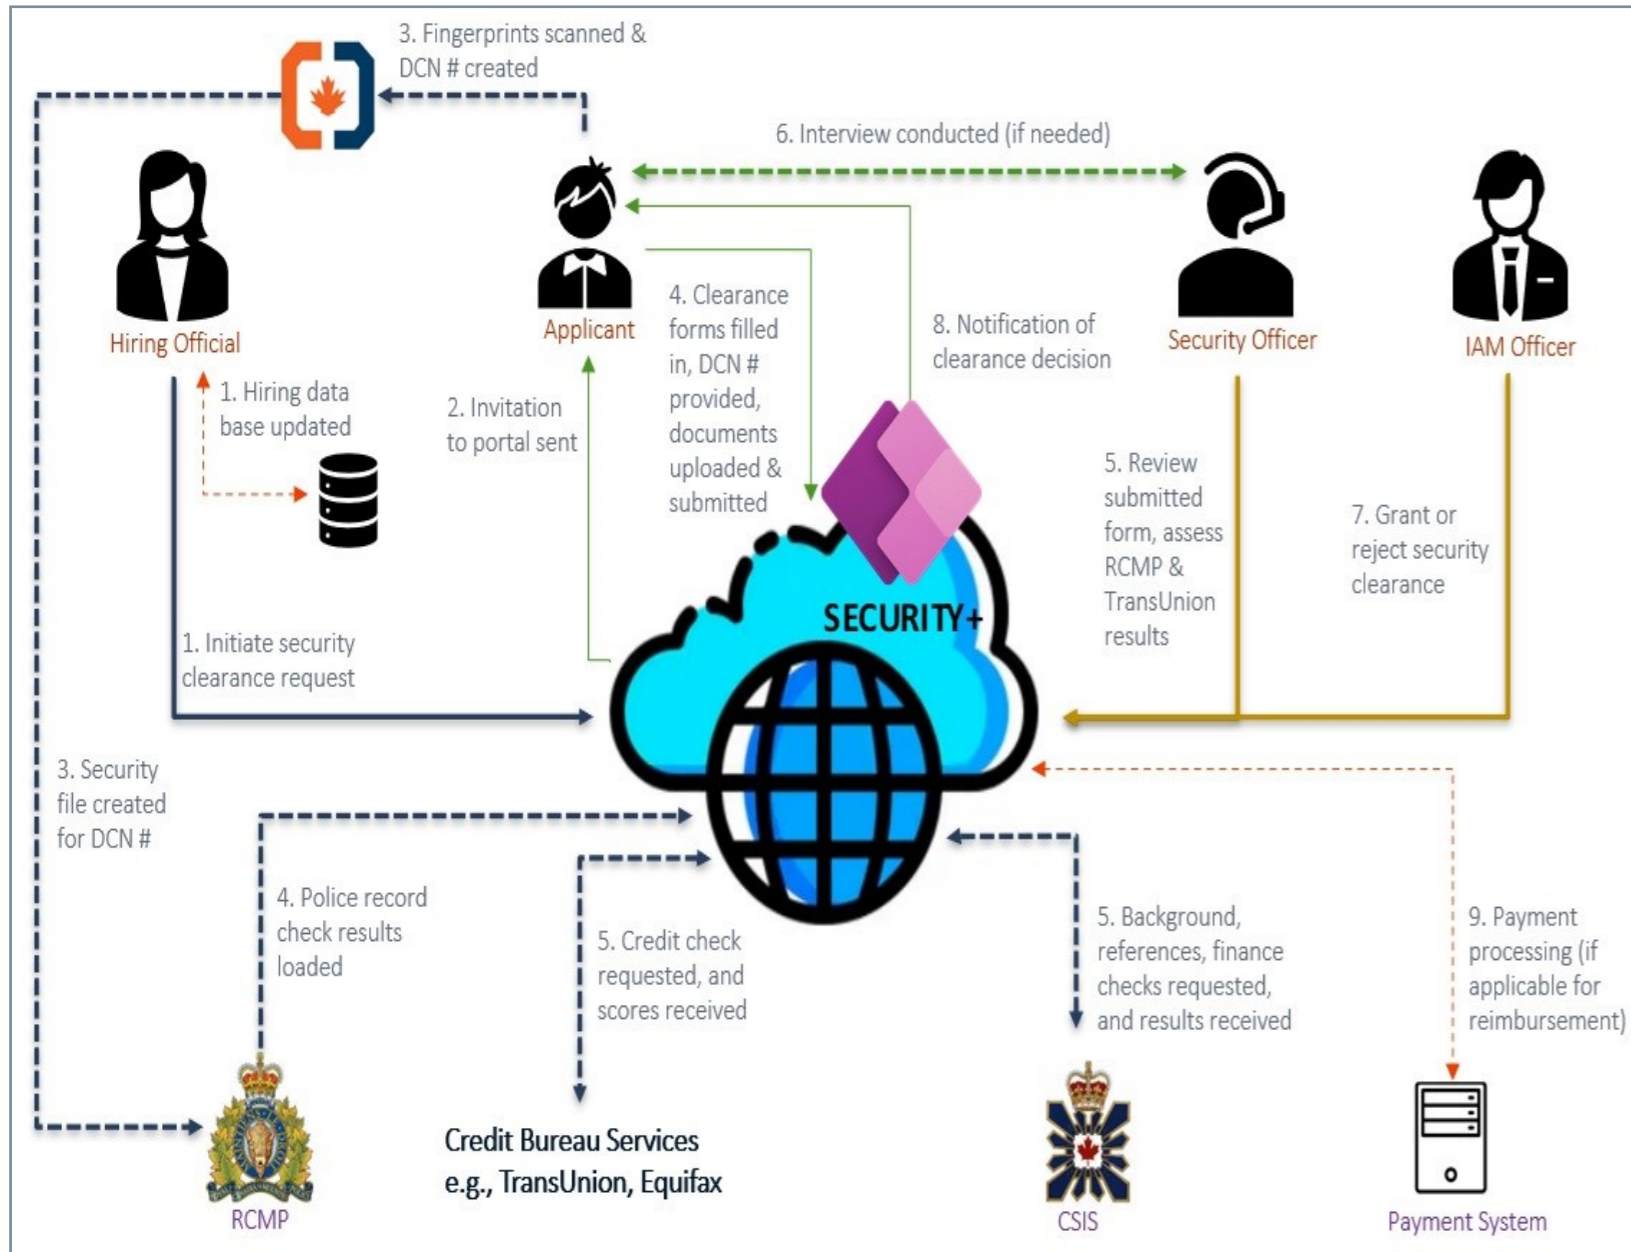 3. Fingerprints scanned &
DCN # created
6. Interview conducted (if needed)
Hiring Official
Applicant
Security Officer
IAM Officer
1. Hiring data
base updated
2. Invitation
to portal sent
4. Clearance
forms filled
in, DCN #
provided,
documents
uploaded &
submitted
8. Notification of
clearance decision
5. Review
submitted
form, assess
RCMP &
TransUnion
results
7. Grant or
reject security
clearance
SECURITY+
1. Initiate security
clearance request
3. Security
file created
for DCN #
4. Police record
check results
loaded
5. Credit check
requested, and
scores received
5. Background,
references, finance
checks requested,
and results received
9. Payment
processing (if
applicable for
reimbursement)
RCMP
Credit Bureau Services
e.g., TransUnion, Equifax
CSIS
Payment System